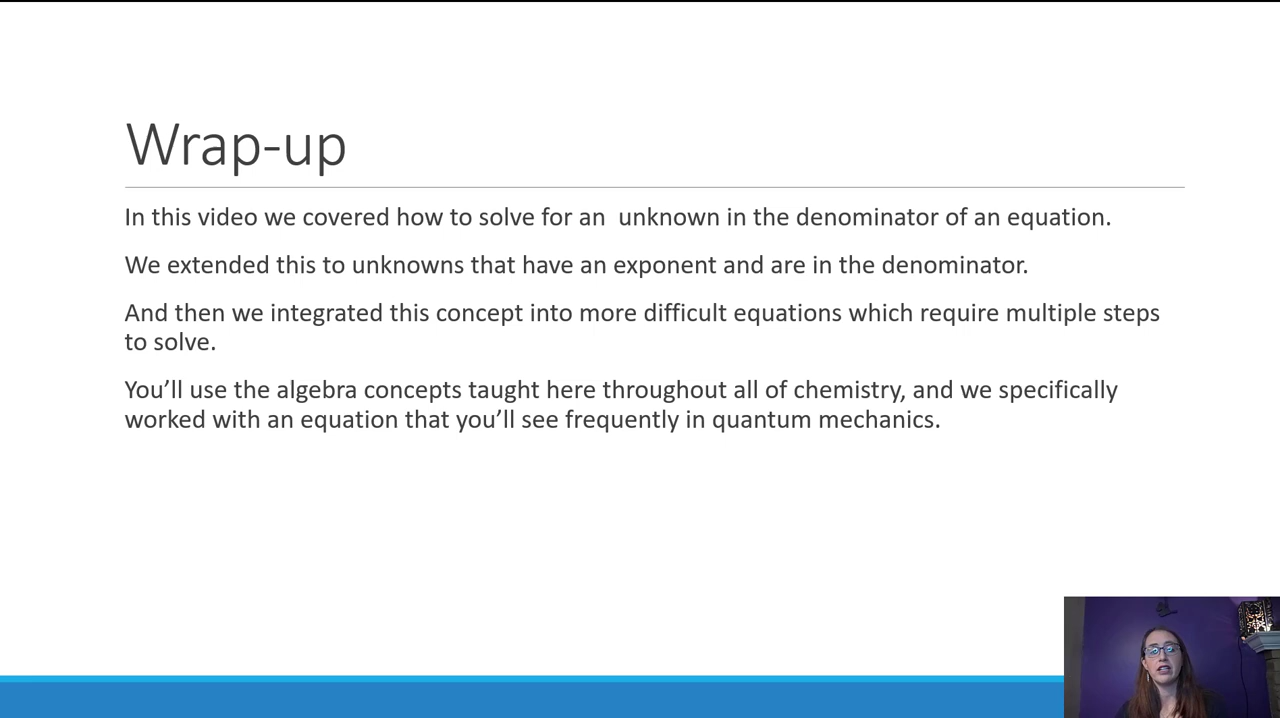 Wrap-up
In this video we covered how to solve for an  unknown in the denominator of an equation.
We extended this to unknowns that have an exponent and are in the denominator.
And then we integrated this concept into more difficult equations which require multiple steps
to solve.
You’ll use the algebra concepts taught here throughout all of chemistry, and we specifically
worked with an equation that you’ll see frequently in quantum mechanics.